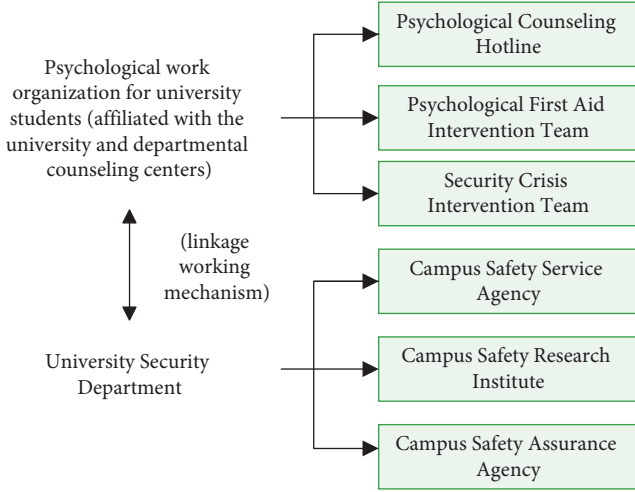 Psychological work
organization for university
students (affiliated with the
university and departmental
counseling centers)
Psychological Counseling
Hotline
Psychological First Aid
Intervention Team
Security Crisis
Intervention Team
(linkage
working
mechanism)
University Security
Department
Campus Safety Service
Agency
Campus Safety Research
Institute
Campus Safety Assurance
Agency